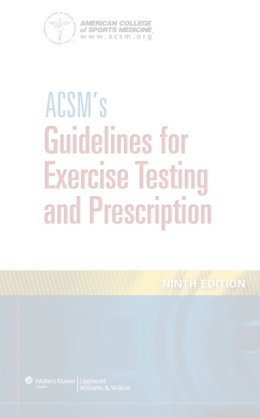 AMERICAN COLLEGE
of SPORTS MEDICINE
www.acsm.org
ACSM's
Guidelines for
Exercise Testing
and Prescription
NINTH EDITION
Wolters Kluwer
Lippincott
Williams & Wilkins